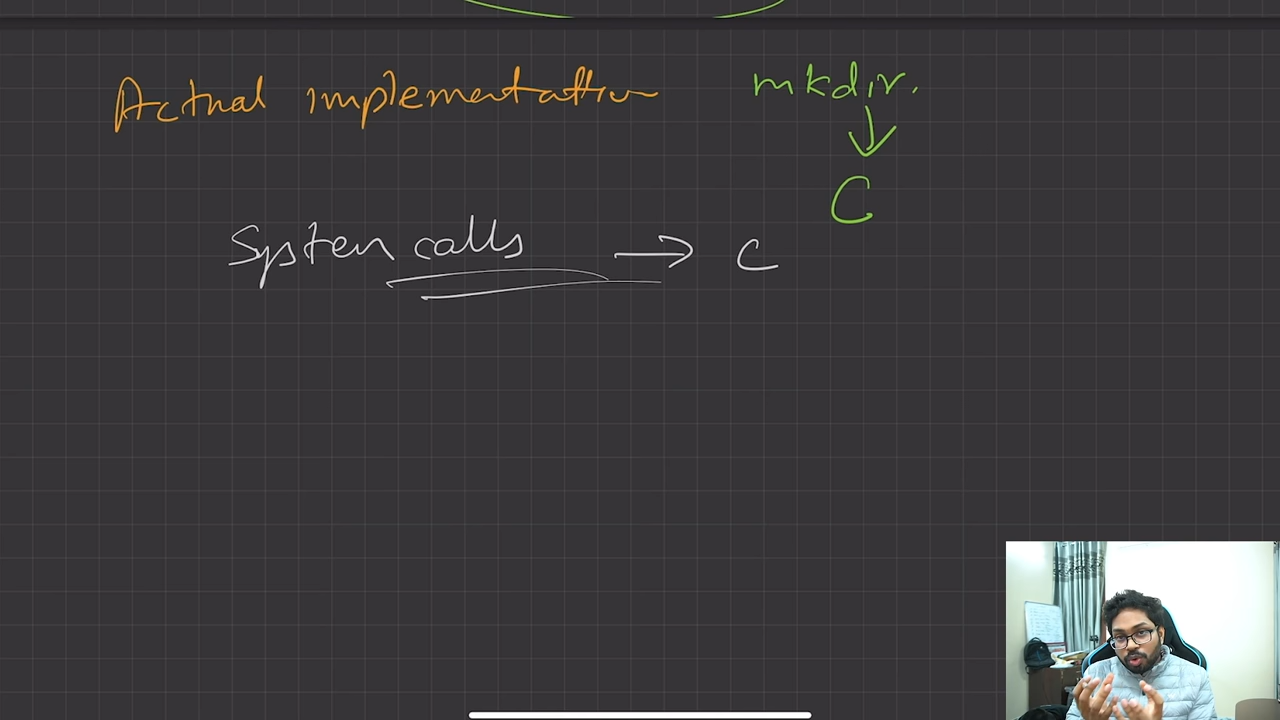 Actual implementation
mkdir.
↓
C
System calls → C